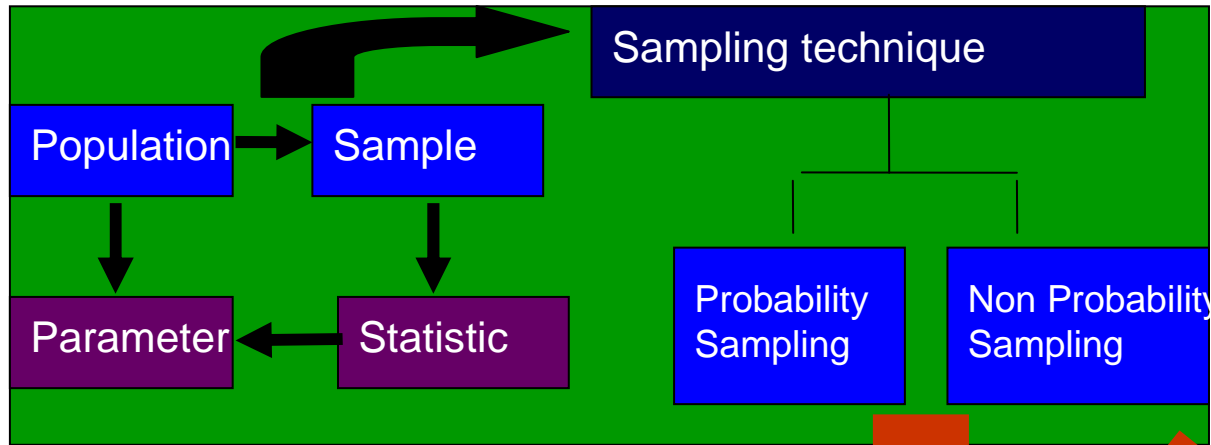 Sampling technique
Population
Sample
Parameter
Statistic
Probability
Sampling
Non Probability
Sampling